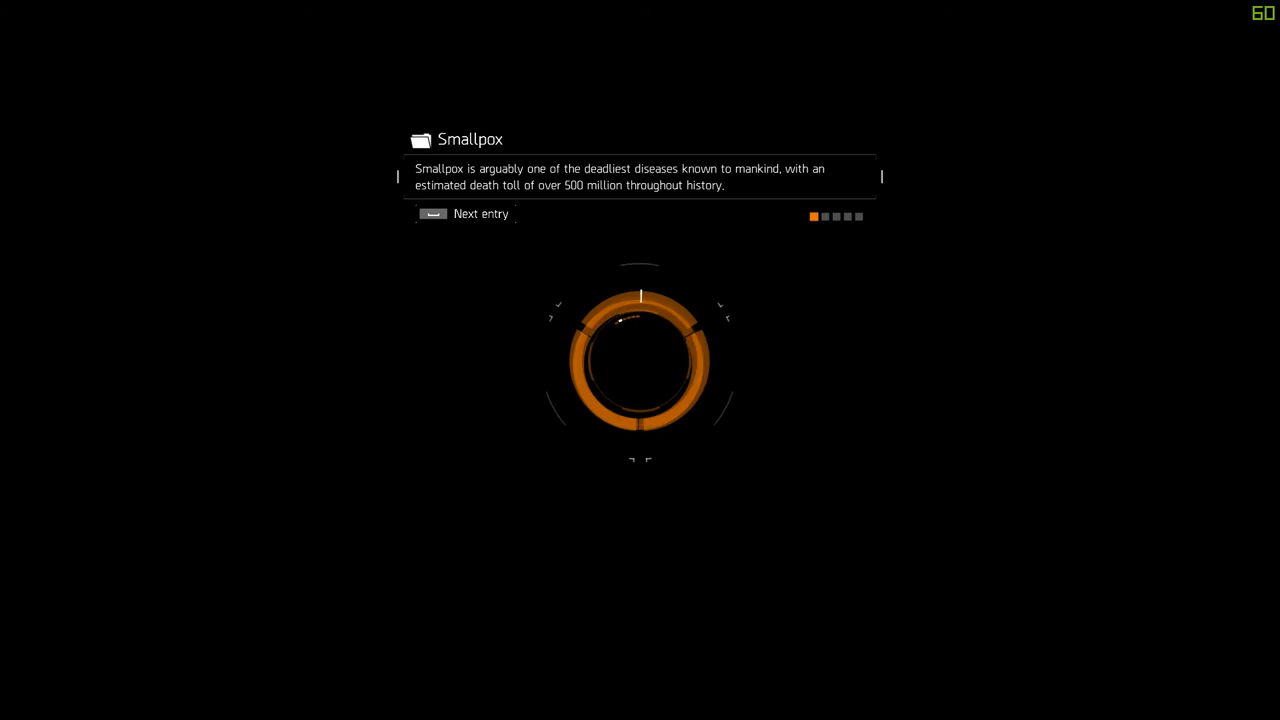 60
Smallpox
Smallpox is arguably one of the deadliest diseases known to mankind, with an
estimated death toll of over 500 million throughout history.
Next entry